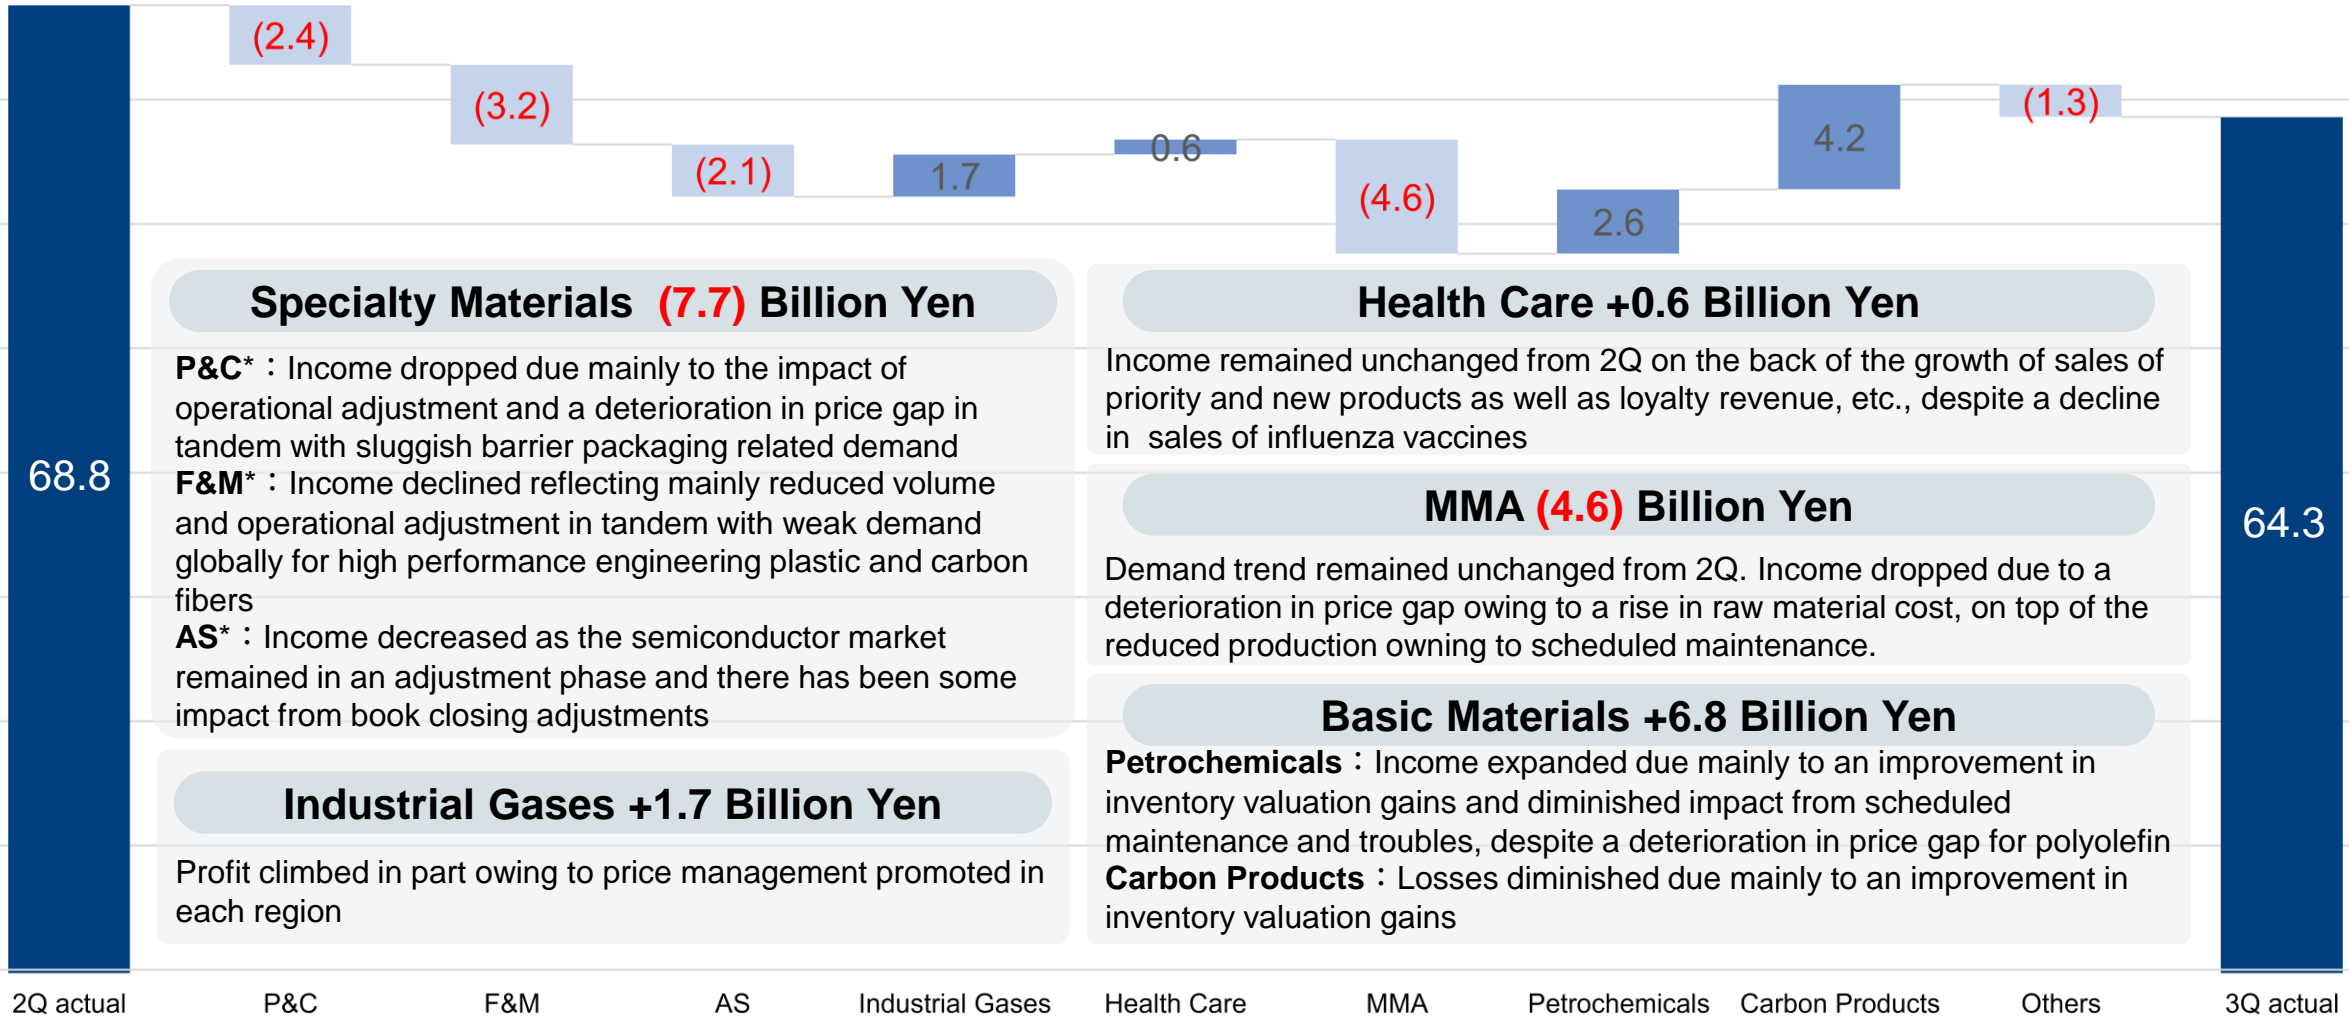 (2.4)
(3.2)
(2.1)
1.7
0.6
(4.6)
2.6
4.2
(1.3)
68.8
64.3
Specialty Materials (7.7) Billion Yen
P&C*：Income dropped due mainly to the impact of
operational adjustment and a deterioration in price gap in
tandem with sluggish barrier packaging related demand
F&M*：Income declined reflecting mainly reduced volume
and operational adjustment in tandem with weak demand
globally for high performance engineering plastic and carbon
fibers
AS*：Income decreased as the semiconductor market
remained in an adjustment phase and there has been some
impact from book closing adjustments
Industrial Gases +1.7 Billion Yen
Profit climbed in part owing to price management promoted in
each region
Health Care +0.6 Billion Yen
Income remained unchanged from 2Q on the back of the growth of sales of
priority and new products as well as loyalty revenue, etc., despite a decline
in sales of influenza vaccines
MMA (4.6) Billion Yen
Demand trend remained unchanged from 2Q. Income dropped due to a
deterioration in price gap owing to a rise in raw material cost, on top of the
reduced production owning to scheduled maintenance.
Basic Materials +6.8 Billion Yen
Petrochemicals：Income expanded due mainly to an improvement in
inventory valuation gains and diminished impact from scheduled
maintenance and troubles, despite a deterioration in price gap for polyolefin
Carbon Products：Losses diminished due mainly to an improvement in
inventory valuation gains
2Q actual
P&C
F&M
AS
Industrial Gases
Health Care
MMA
Petrochemicals
Carbon Products
Others
3Q actual